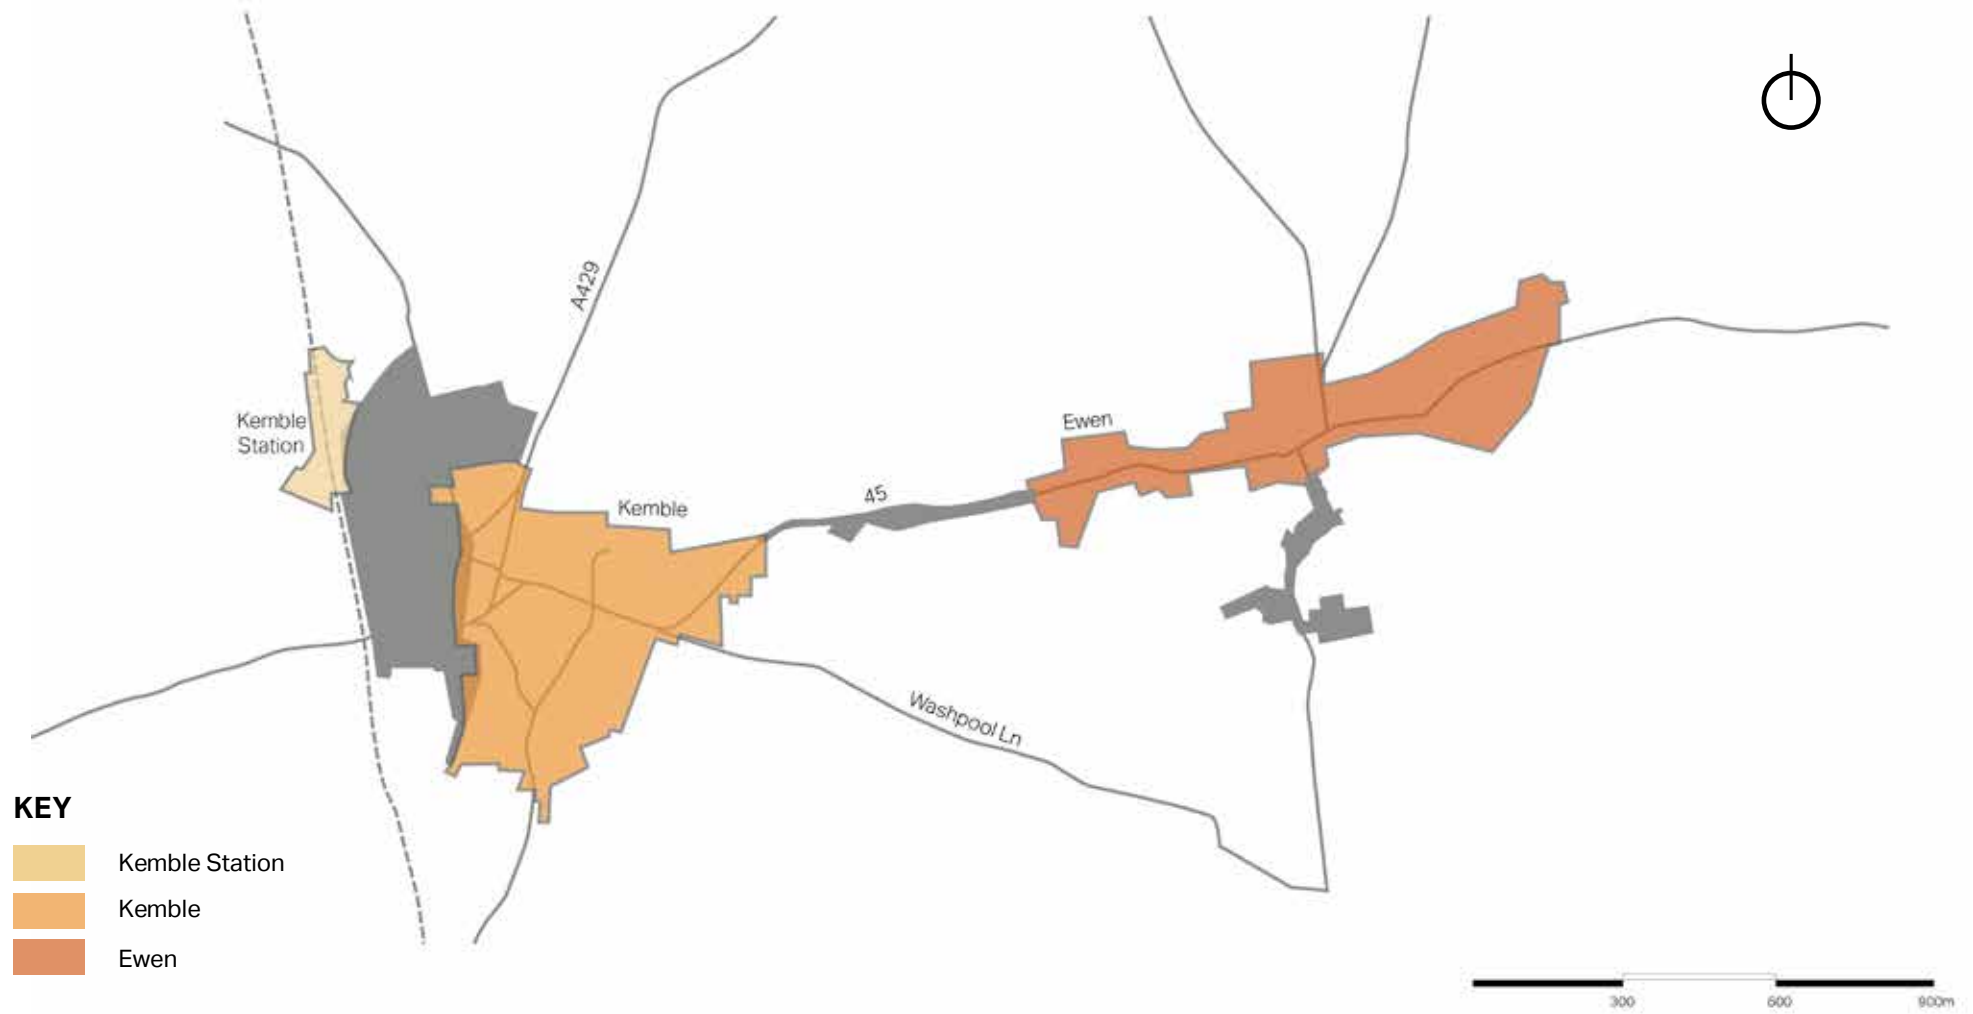 A429
Kemble
Station
Ewen
45
Kemble
Washpool Ln
KEY
Kemble Station
Kemble
Ewen
300
600
900m